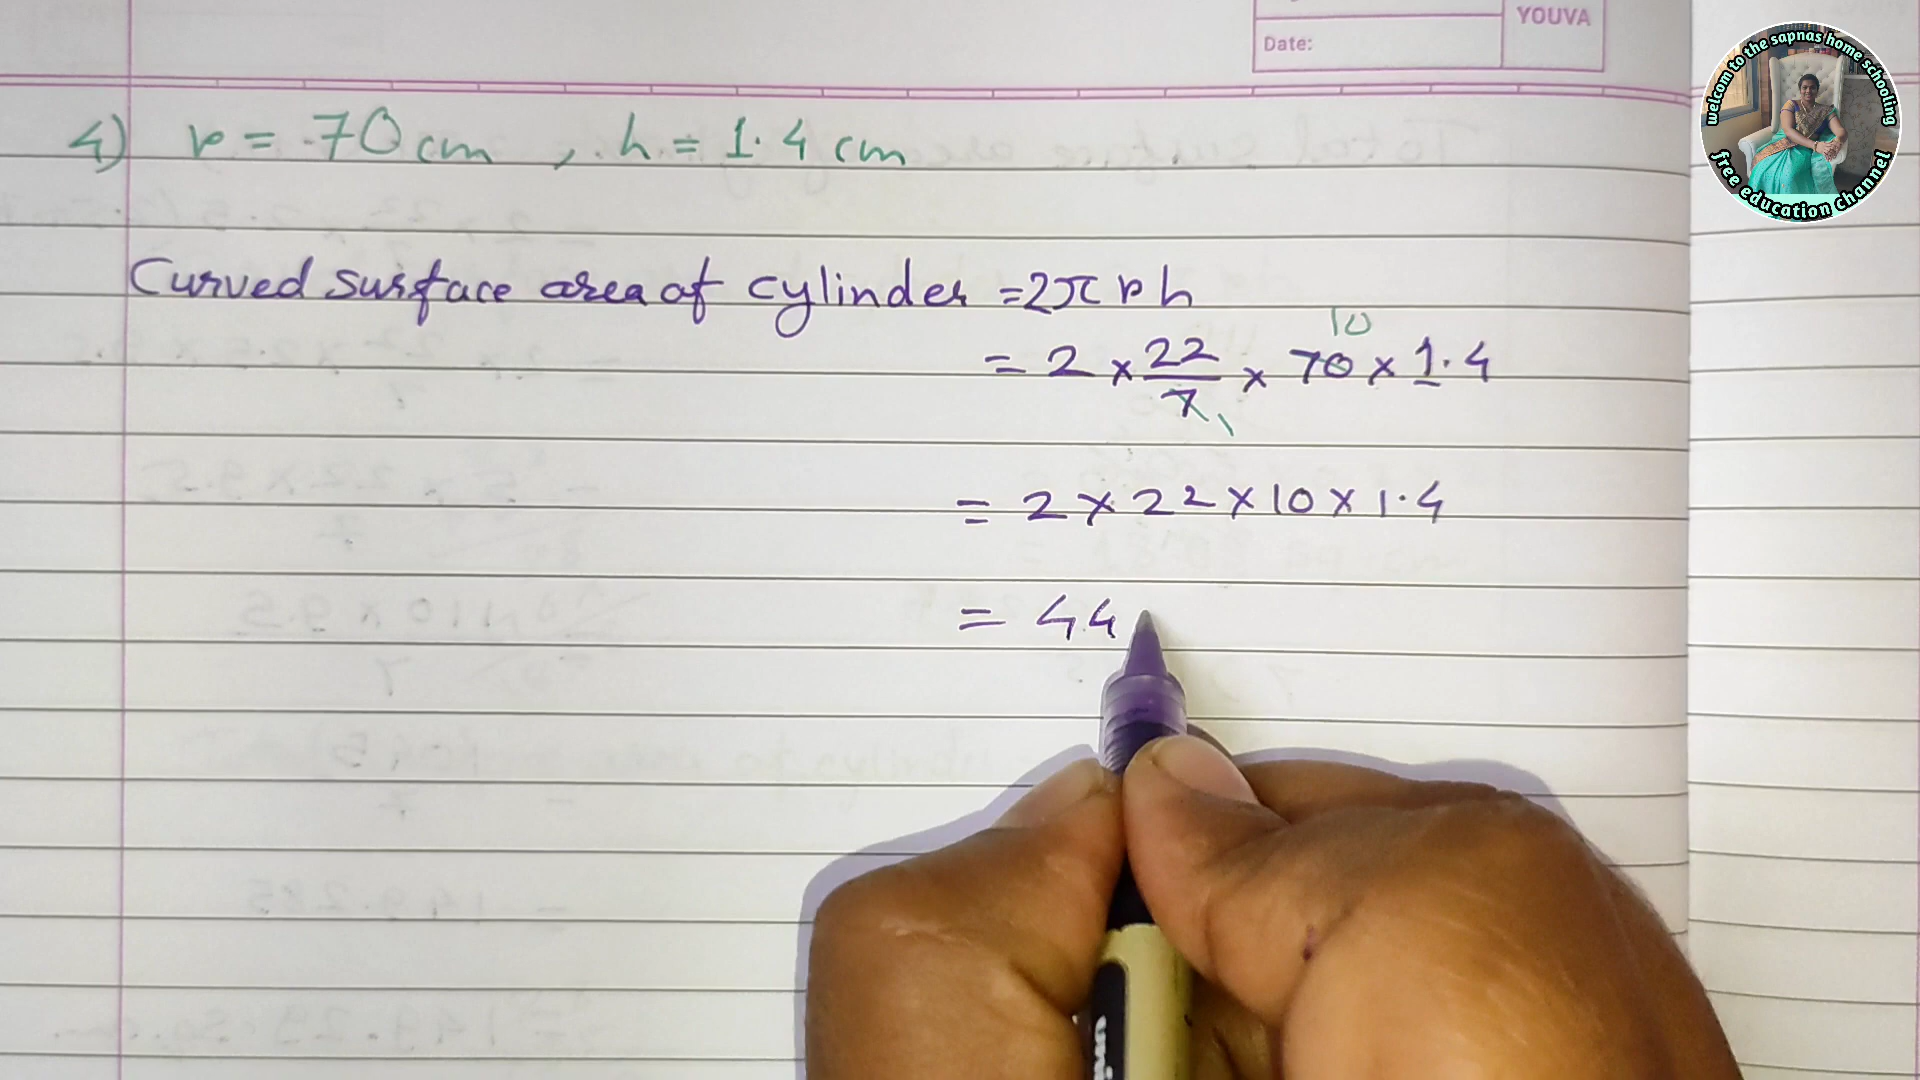 YOUVA
Date:
welcom to the sapnas home schooling
free education channel
4) r = 70 cm , h = 1.4 cm
Curved surface area of cylinder = 2πrh
10
= 2 × 22/7 × 70 × 1.4
1
= 2 × 22 × 10 × 1.4
= 44